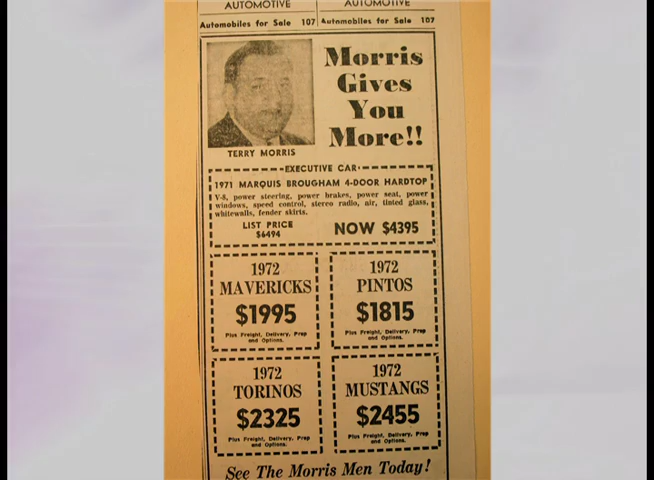 AUTOMOTIVE
AUTOMOTIVE
Automobiles for Sale 107
Automobiles for Sale 107
Morris
Gives
You
More!!
TERRY MORRIS
EXECUTIVE CAR
1971 MARQUIS BROUGHAM 4-DOOR HARDTOP
V-8, power steering, power brakes, power seat, power
windows, speed control, stereo radio, air, tinted glass,
whitewalls, fender skirts.
LIST PRICE
$6494
NOW $4395
1972
MAVERICKS
$1995
Plus Freight, Delivery, Prep
and Options.
1972
PINTOS
$1815
Plus Freight, Delivery, Prep
and Options.
1972
TORINOS
$2325
Plus Freight, Delivery, Prep
and Options.
1972
MUSTANGS
$2455
Plus Freight, Delivery, Prep
and Options.
See The Morris Men Today!